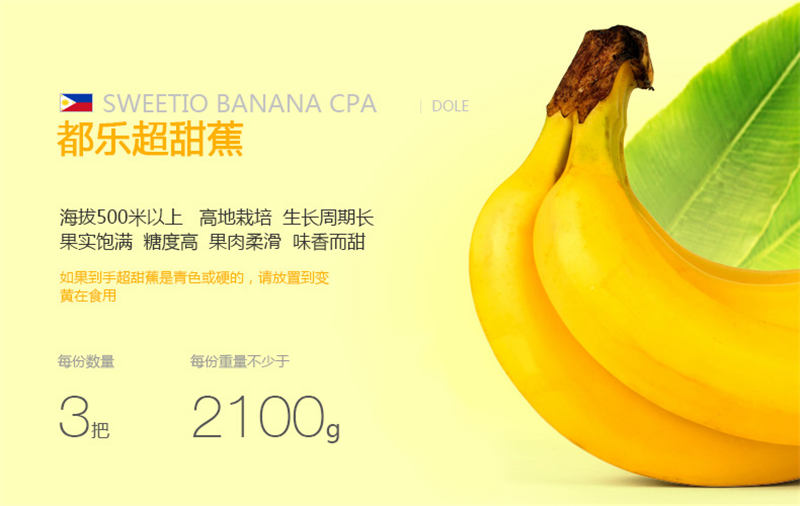 SWEETIO BANANA CPA | DOLE
都乐超甜蕉
海拔500米以上 高地栽培 生长周期长
果实饱满 糖度高 果肉柔滑 味香而甜
如果到手超甜蕉是青色或硬的，请放置到变
黄在食用
每份数量 每份重量不少于
3把 2100g